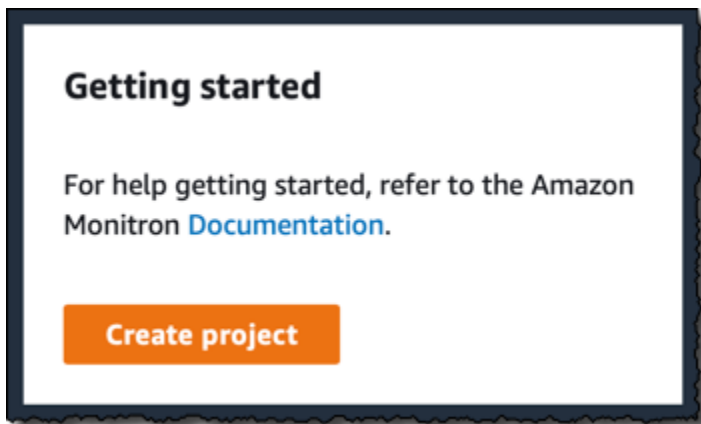 Getting started
For help getting started, refer to the Amazon
Monitron Documentation.
Create project